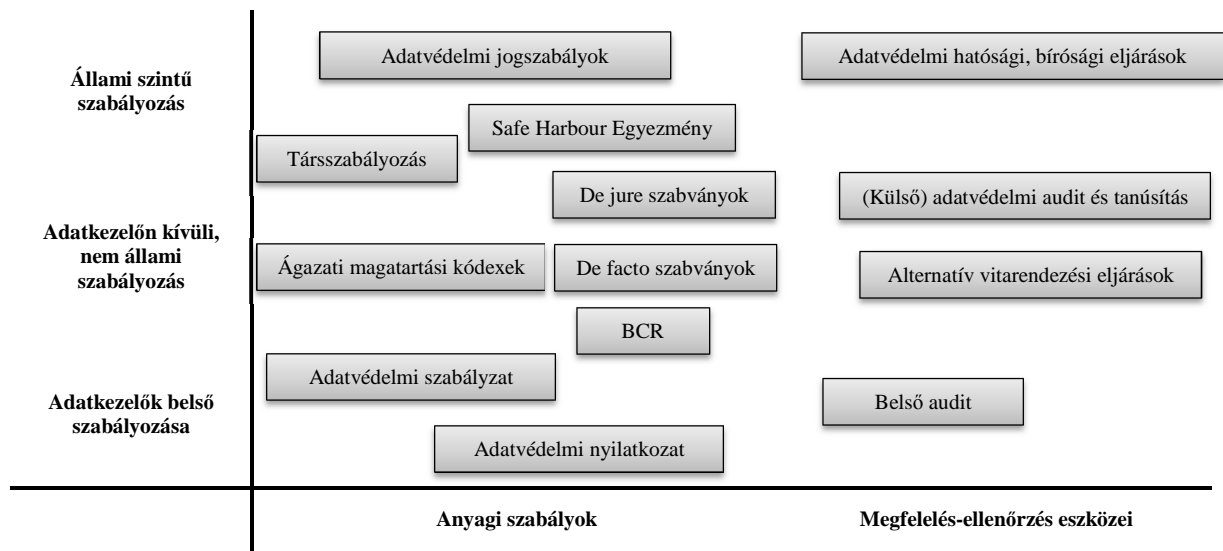 Állami szintű
szabályozás
Adatvédelmi jogszabályok
Adatvédelmi hatósági, bírósági eljárások
Safe Harbour Egyezmény
Társszabályozás
De jure szabványok
(Külső) adatvédelmi audit és tanúsítás
Adatkezelőn kívüli,
nem állami
szabályozás
Ágazati magatartási kódexek
De facto szabványok
Alternatív vitarendezési eljárások
BCR
Adatvédelmi szabályzat
Adatkezelők belső
szabályozása
Belső audit
Adatvédelmi nyilatkozat
Anyagi szabályok
Megfelelés-ellenőrzés eszközei